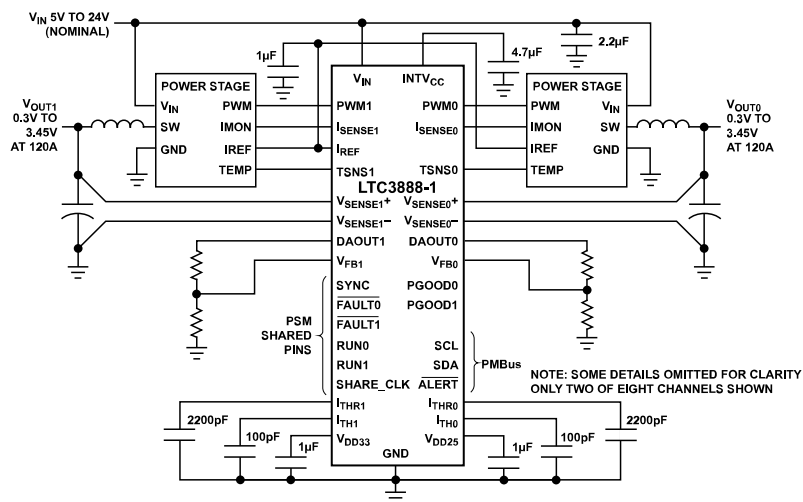 VIN 5V TO 24V
(NOMINAL)
1µF
4.7µF
2.2µF
VIN
INTVCC
POWER STAGE
VIN
PWM
SW
IMON
GND
IREF
TEMP
VOUT1
0.3V TO
3.45V
AT 120A
PWM1
ISENSE1
IREF
TSNS1
PWM0
ISENSE0
TSNS0
POWER STAGE
PWM
VIN
IMON
SW
IREF
GND
TEMP
VOUT0
0.3V TO
3.45V
AT 120A
LTC3888-1
VSENSE1+
VSENSE0+
VSENSE1–
VSENSE0–
DAOUT1
DAOUT0
VFB1
VFB0
SYNC
PGOOD0
FAULT0
PGOOD1
FAULT1
RUN0
SCL
RUN1
SDA
SHARE_CLK
ALERT
PSM
SHARED
PINS
PMBus
NOTE: SOME DETAILS OMITTED FOR CLARITY
ONLY TWO OF EIGHT CHANNELS SHOWN
ITHR1
ITHR0
ITH1
ITH0
VDD33
VDD25
GND
2200pF
100pF
1µF
1µF
100pF
2200pF